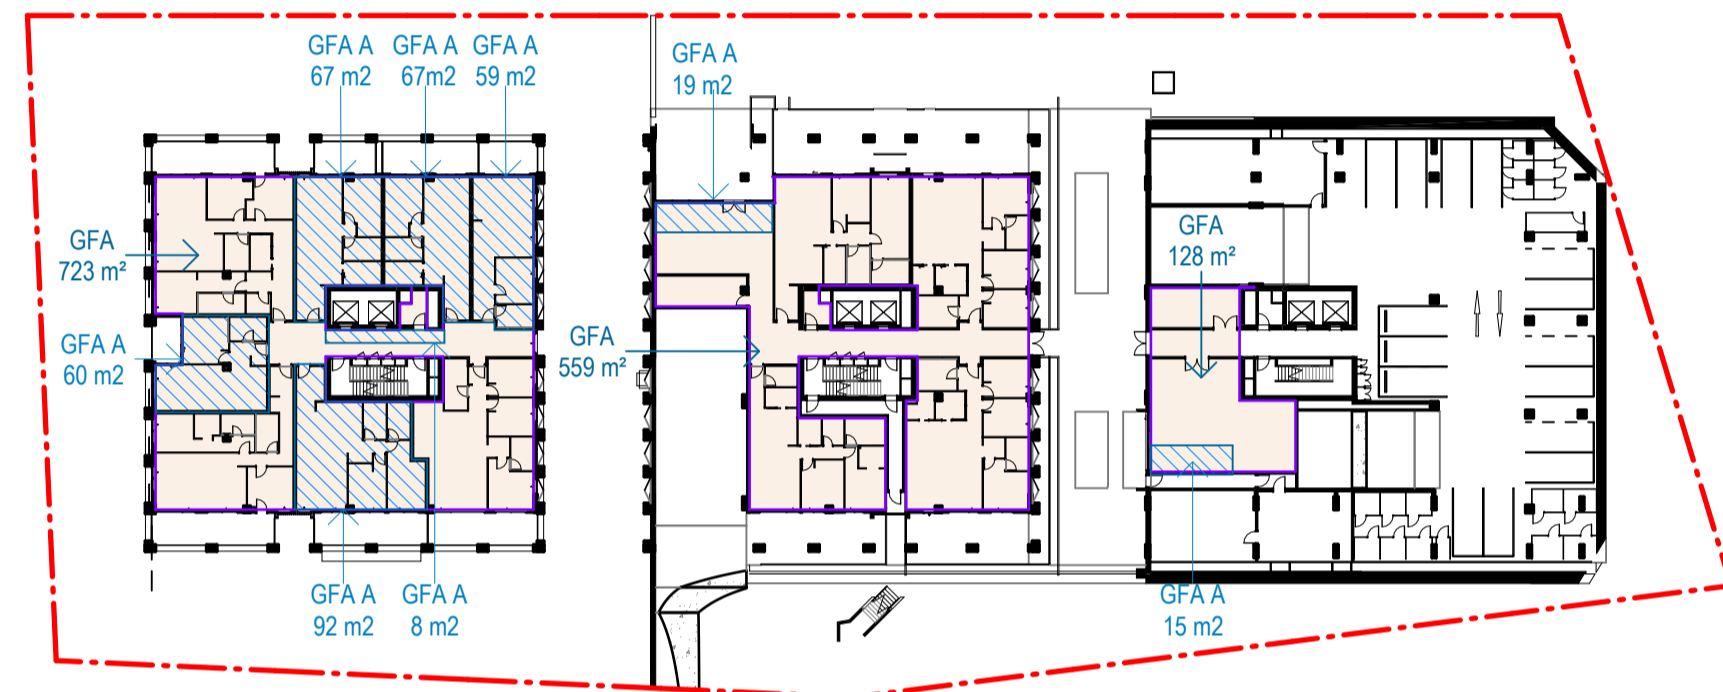 GFA A
67 m2
GFA A
67m2
GFA A
59 m2
GFA A
19 m2
GFA
723 m²
GFA
128 m²
GFA A
60 m2
GFA
559 m²
GFA A
92 m2
GFA A
8 m2
GFA A
15 m2